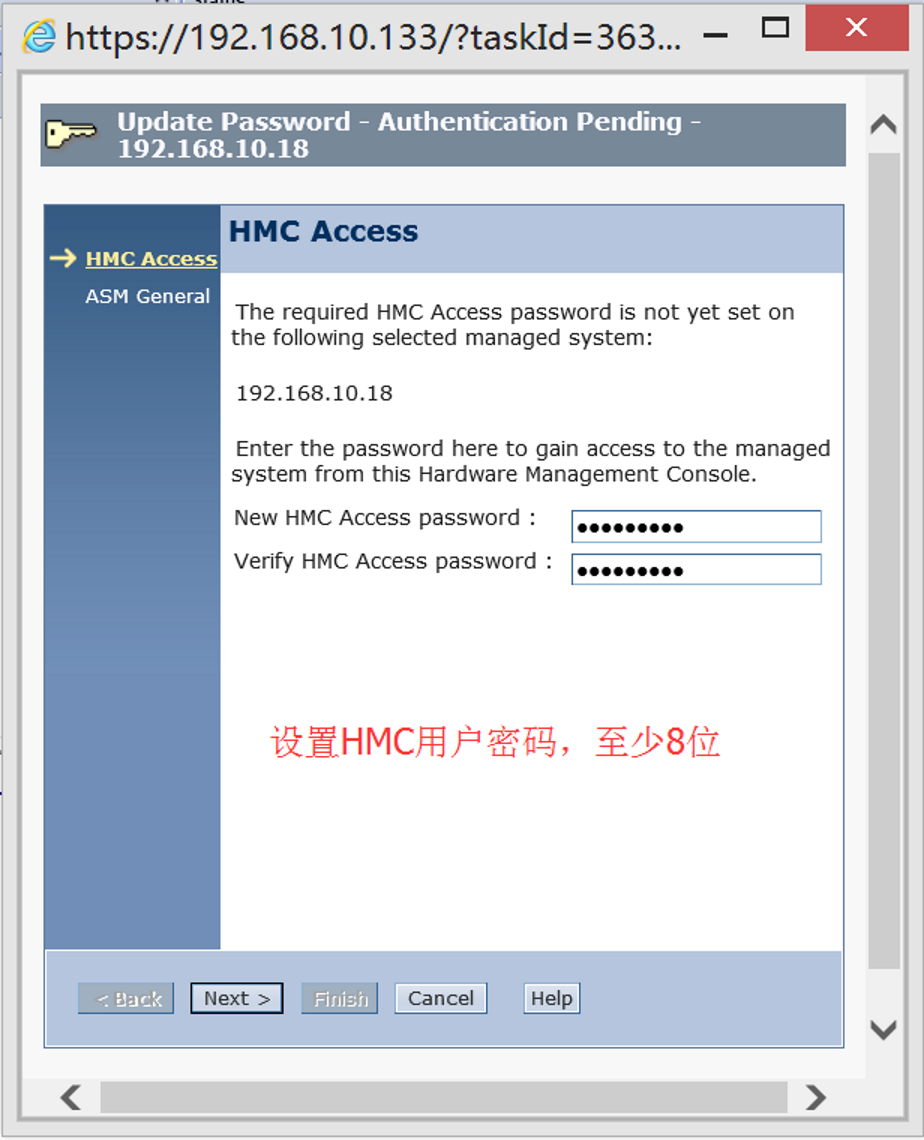 https://192.168.10.133/?taskId=363...
Update Password - Authentication Pending -
192.168.10.18
HMC Access
HMC Access
ASM General
The required HMC Access password is not yet set on
the following selected managed system:
192.168.10.18
Enter the password here to gain access to the managed
system from this Hardware Management Console.
New HMC Access password :
Verify HMC Access password :
设置HMC用户密码，至少8位
< Back Next > Finish Cancel Help